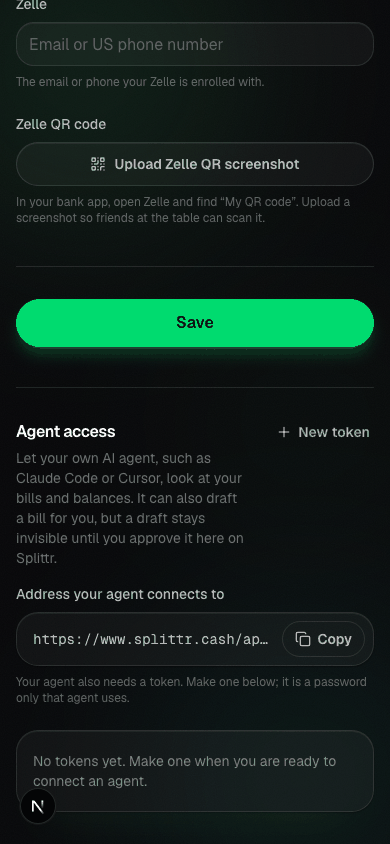 Zelle
Email or US phone number
The email or phone your Zelle is enrolled with.
Zelle QR code
Upload Zelle QR screenshot
In your bank app, open Zelle and find “My QR code”. Upload a
screenshot so friends at the table can scan it.
Save
Agent access
New token
Let your own AI agent, such as
Claude Code or Cursor, look at your
bills and balances. It can also draft
a bill for you, but a draft stays
invisible until you approve it here on
Splittr.
Address your agent connects to
https://www.splittr.cash/ap…
Copy
Your agent also needs a token. Make one below; it is a password
only that agent uses.
No tokens yet. Make one when you are ready to
connect an agent.
N